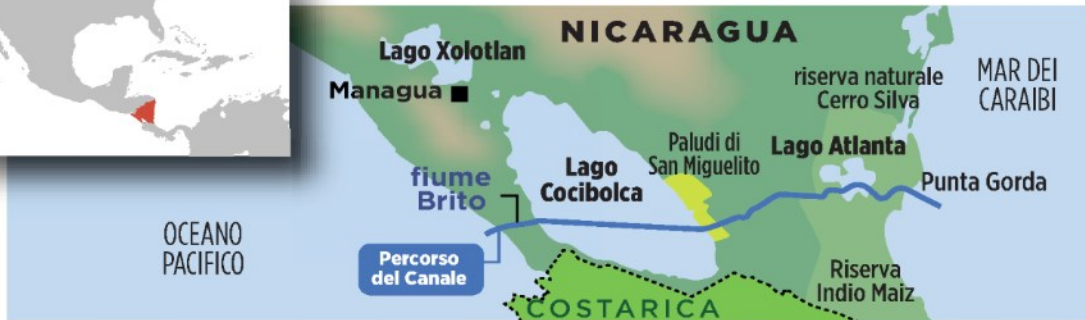 NICARAGUA
Lago Xolotlan
Managua
riserva naturale
Cerro Silva
MAR DEI
CARAIBI
Paludi di
San Miguelito
Lago Atlanta
Lago
Cocibolca
fiume
Brito
Punta Gorda
OCEANO
PACIFICO
Percorso
del Canale
Riserva
Indio Maiz
COSTARICA